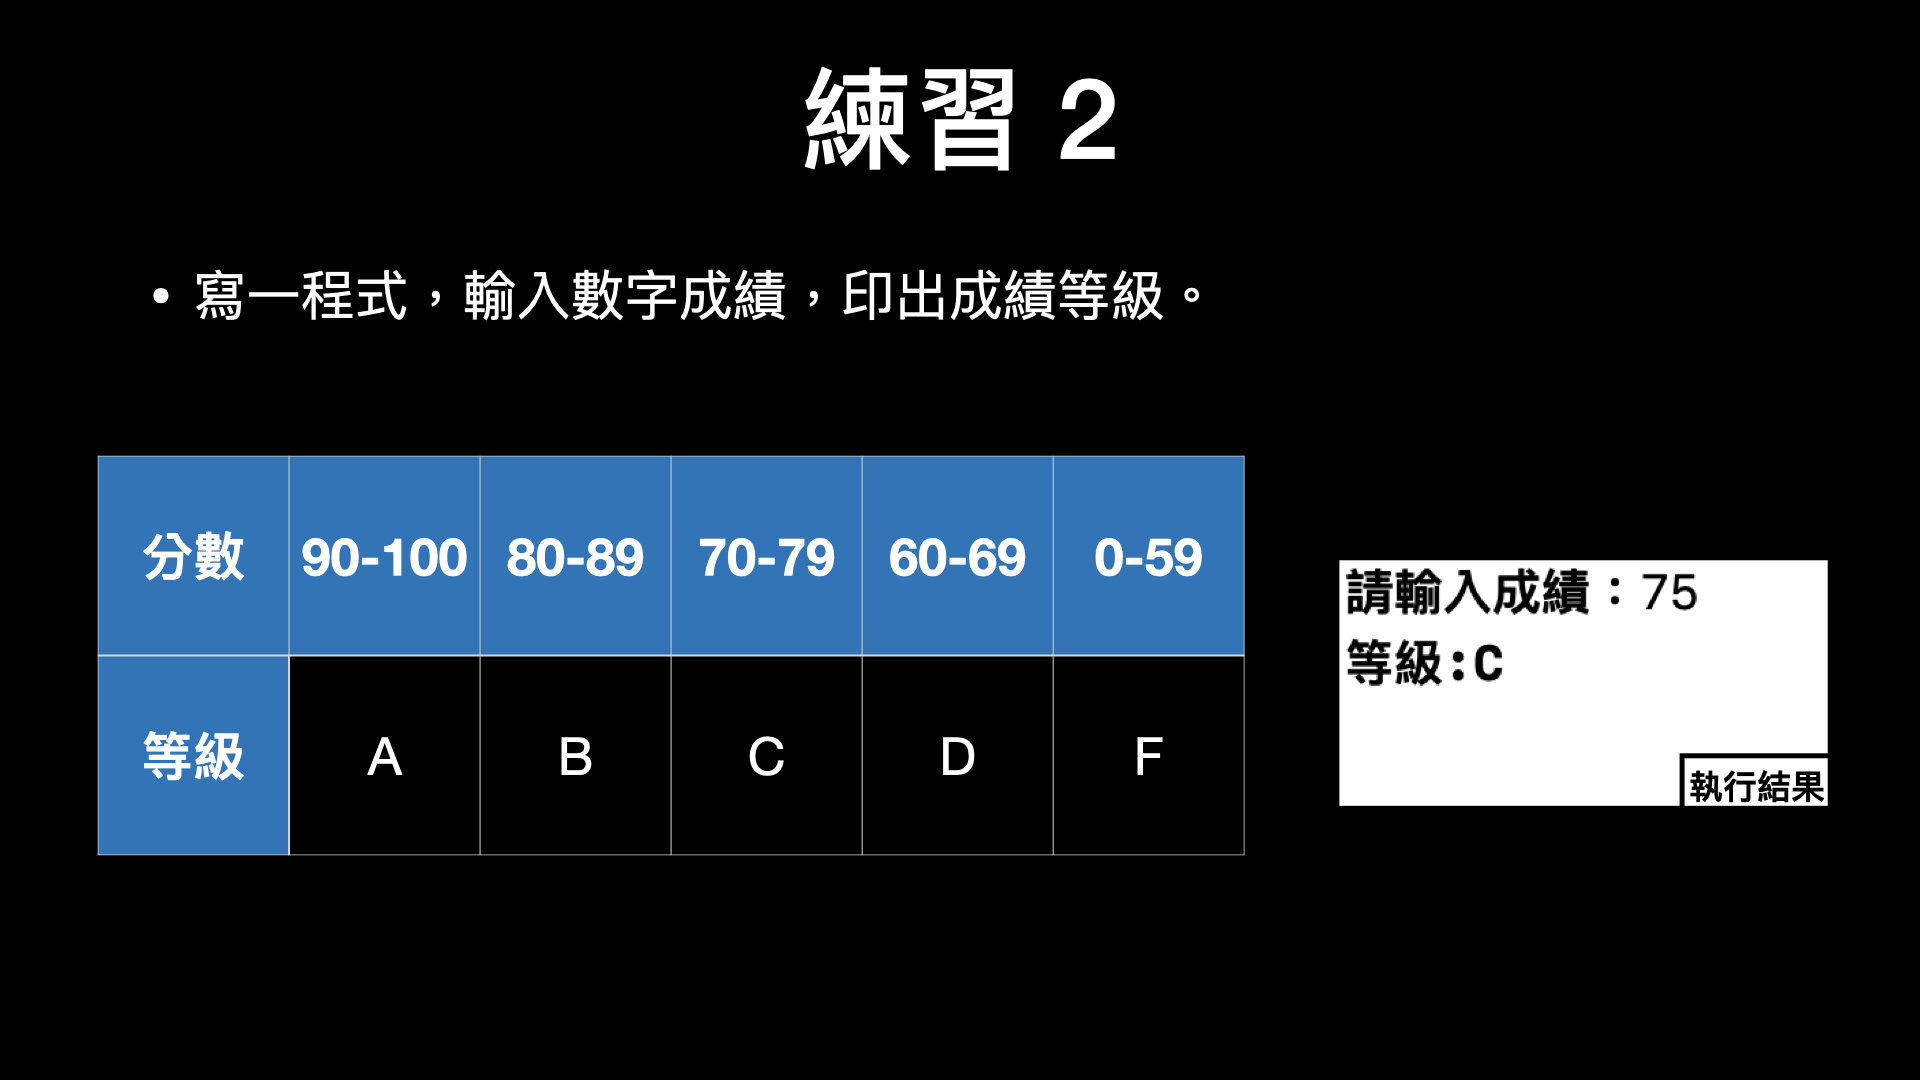 練習 2
• 寫一程式，輸入數字成績，印出成績等級。
分數 90-100 80-89 70-79 60-69 0-59
等級 A B C D F
請輸入成績：75
等級:C
執行結果